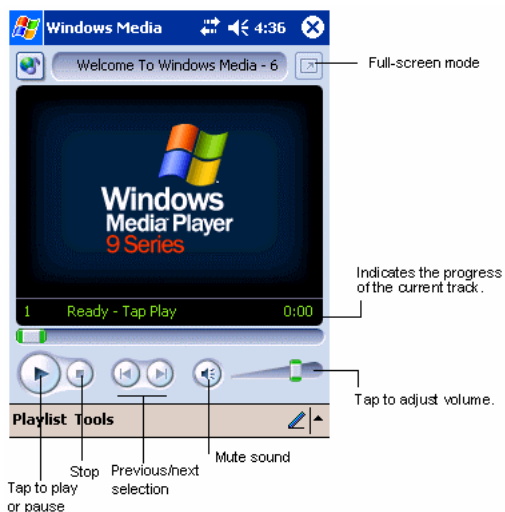 Windows Media 4:36
Welcome To Windows Media - 6
Full-screen mode
Windows
Media Player
9 Series
Indicates the progress
of the current track.
1 Ready - Tap Play 0:00
Tap to adjust volume.
Playlist Tools
Mute sound
Stop
Previous/next
selection
Tap to play
or pause